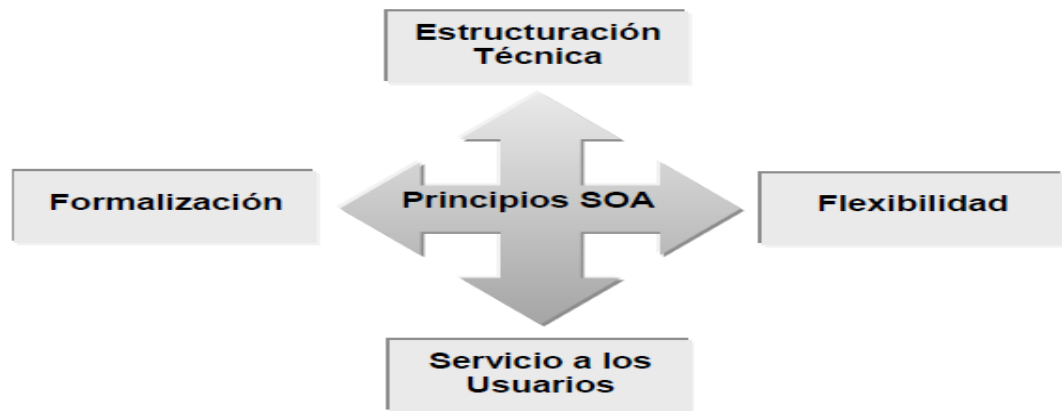 Estructuración
Técnica
Formalización
Principios SOA
Flexibilidad
Servicio a los
Usuarios